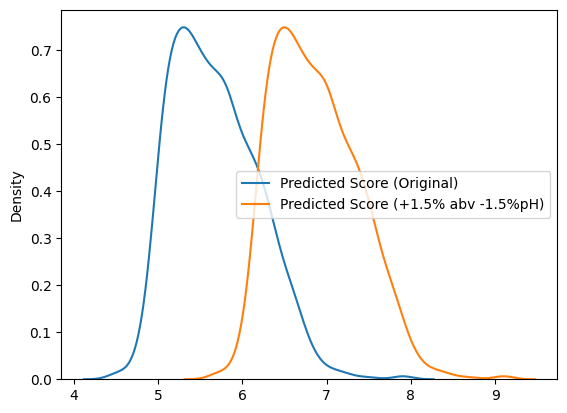 0.7
0.6
0.5
0.4
0.3
0.2
0.1
0.0
Density
Predicted Score (Original)
Predicted Score (+1.5% abv -1.5%pH)
4 5 6 7 8 9